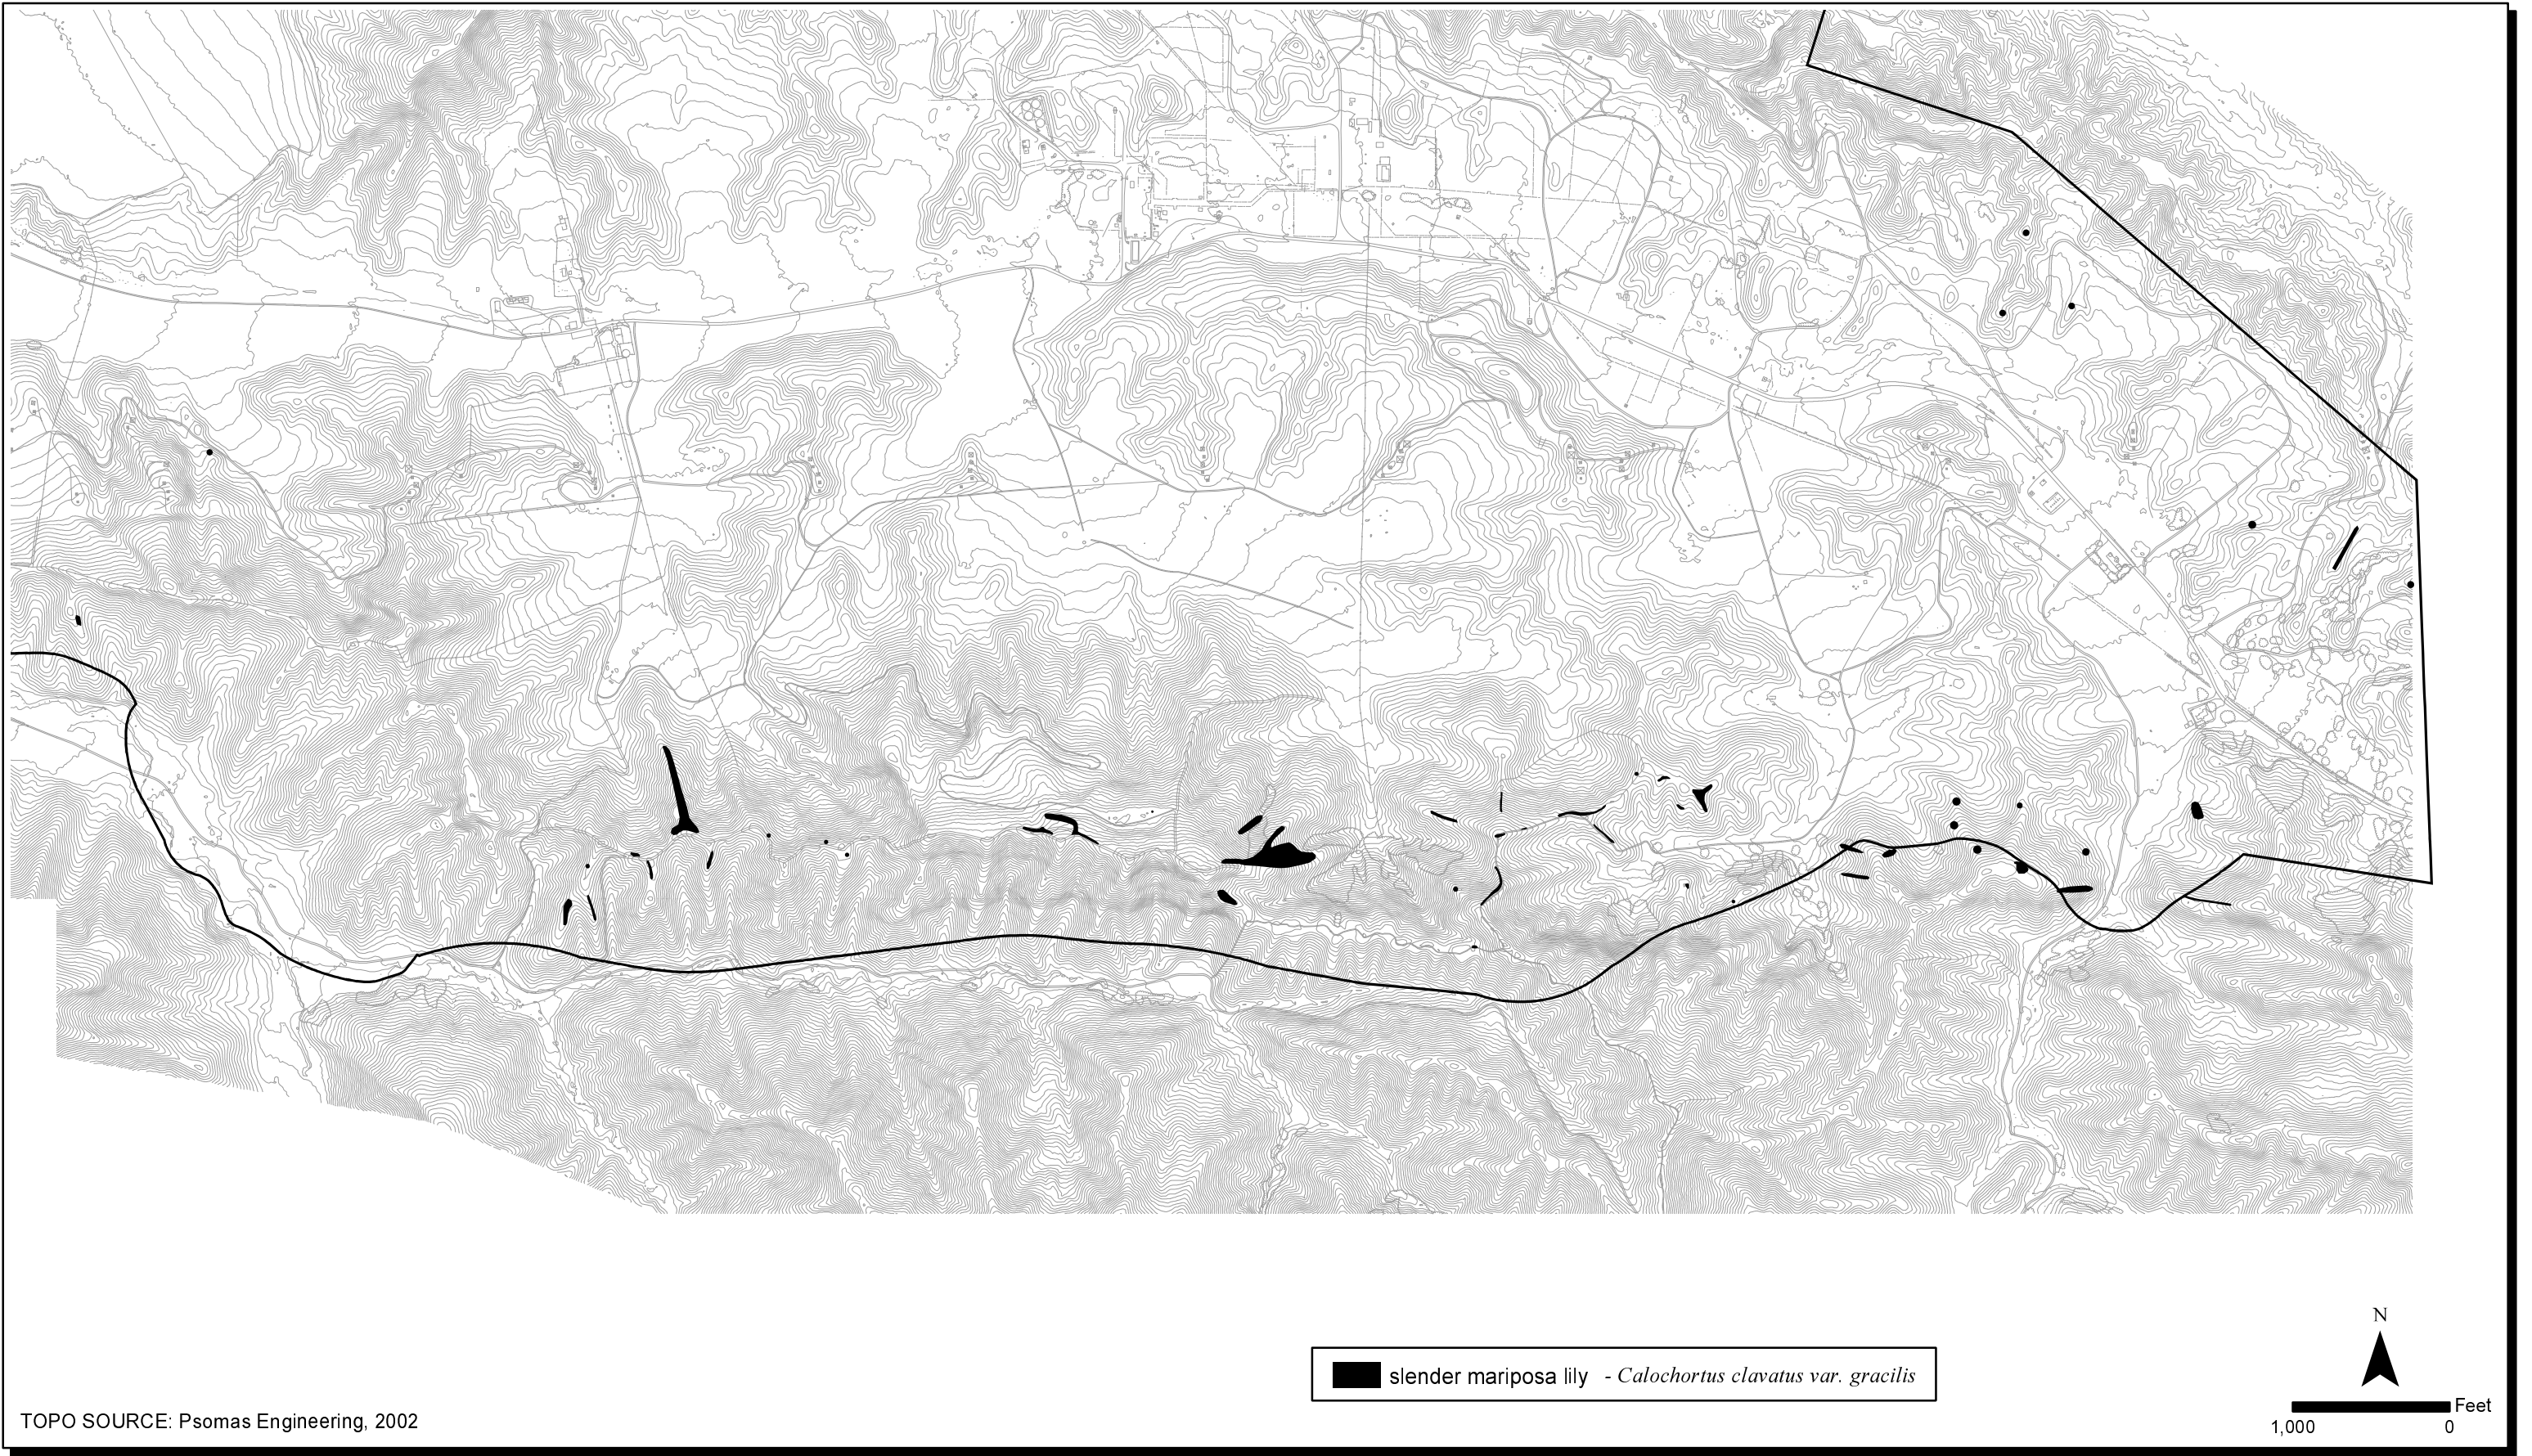 N
slender mariposa lily - Calochortus clavatus var. gracilis
Feet
1,000 0
TOPO SOURCE: Psomas Engineering, 2002